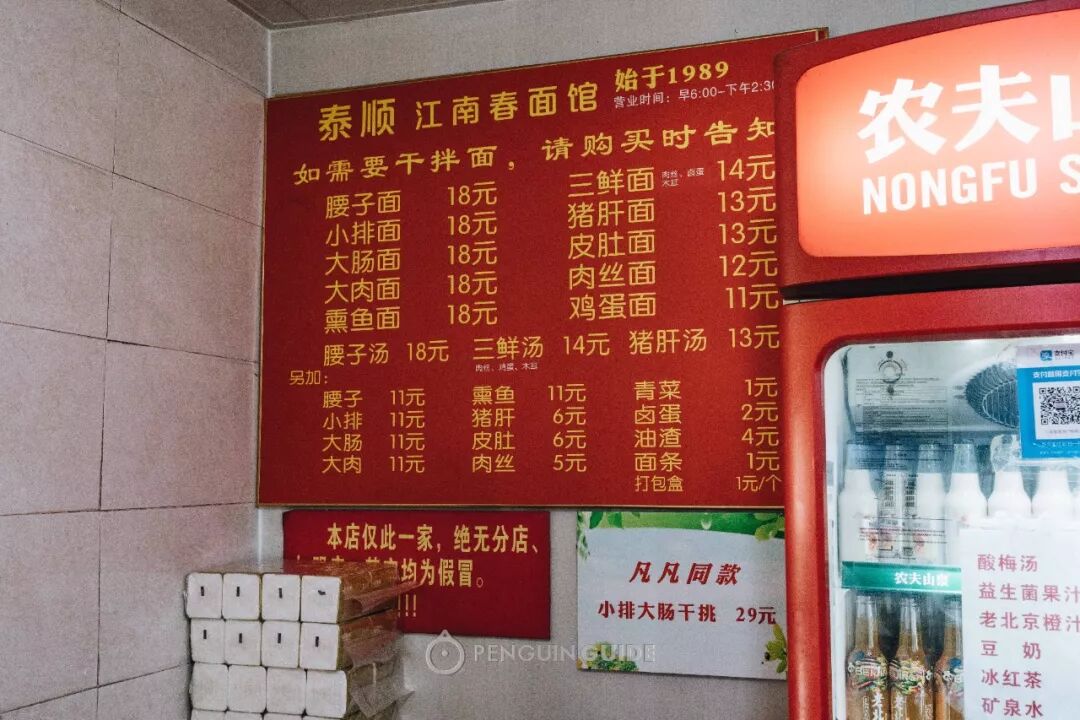 泰顺 江南春面馆 始于1989
营业时间：早6:00-下午2:30
如需要干拌面，请购买时告知
腰子面 18元 三鲜面 肉丝、卤蛋 木耳 14元
小排面 18元 猪肝面 13元
大肠面 18元 皮肚面 13元
大肉面 18元 肉丝面 12元
熏鱼面 18元 鸡蛋面 11元
腰子汤 18元 三鲜汤 14元 猪肝汤 13元
肉丝、鸡蛋、木耳
另加：
腰子 11元 熏鱼 11元 青菜 1元
小排 11元 猪肝 6元 卤蛋 2元
大肠 11元 皮肚 6元 油渣 4元
大肉 11元 肉丝 5元 面条 1元
打包盒 1元/个
本店仅此一家，绝无分店、
均为假冒。
!!!
凡凡同款
小排大肠干挑 29元
PENGUIN GUIDE
农夫山
NONGFU S
支付宝
农夫山泉
酸梅汤
益生菌果汁
老北京橙汁
豆奶
冰红茶
矿泉水